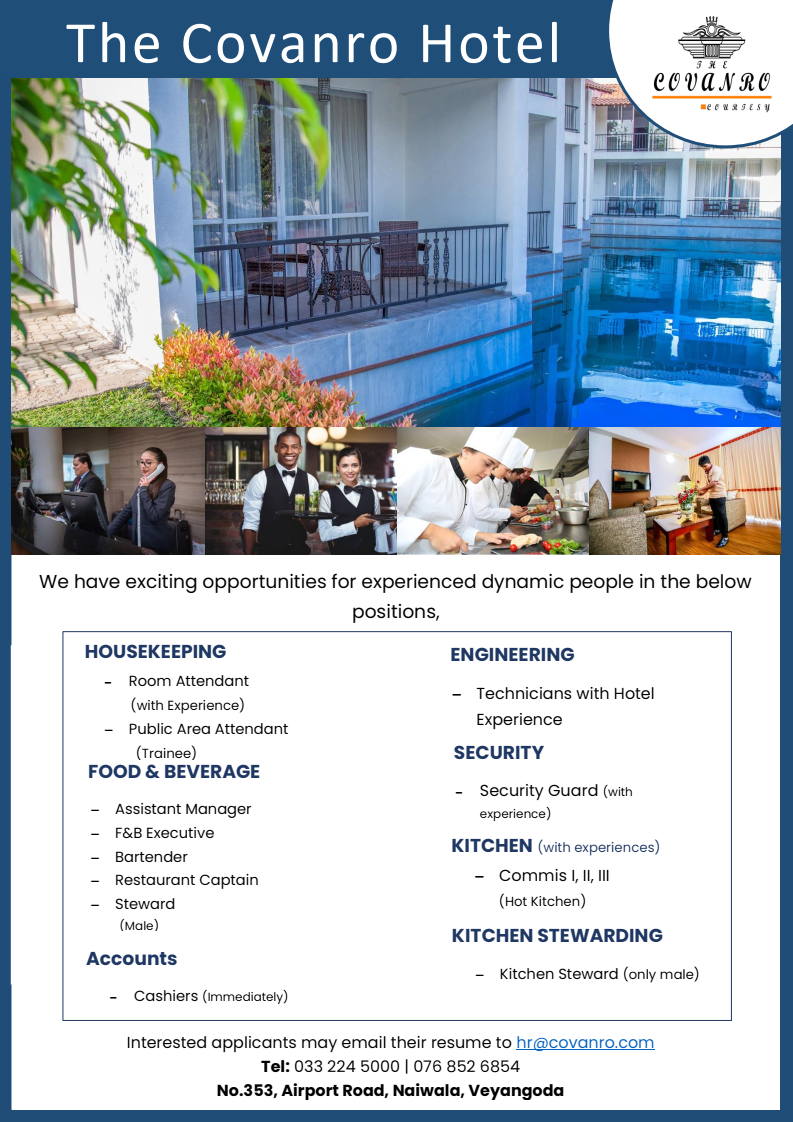 The Covanro Hotel
THE
COVANRO
COURTESY
We have exciting opportunities for experienced dynamic people in the below
positions,
HOUSEKEEPING
– Room Attendant
(with Experience)
– Public Area Attendant
(Trainee)
FOOD & BEVERAGE
– Assistant Manager
– F&B Executive
– Bartender
– Restaurant Captain
– Steward
(Male)
Accounts
– Cashiers (Immediately)
ENGINEERING
– Technicians with Hotel
Experience
SECURITY
– Security Guard (with
experience)
KITCHEN (with experiences)
– Commis I, II, III
(Hot Kitchen)
KITCHEN STEWARDING
– Kitchen Steward (only male)
Interested applicants may email their resume to hr@covanro.com
Tel: 033 224 5000 | 076 852 6854
No.353, Airport Road, Naiwala, Veyangoda